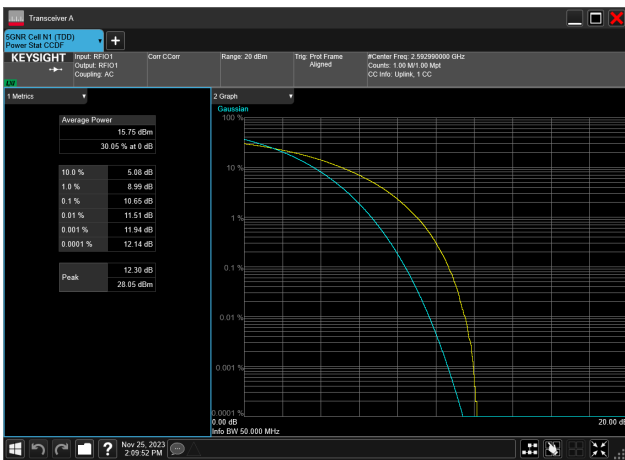 Transceiver A
5GNR Cell N1 (TDD)
Power Stat CCDF
KEYSIGHT
Input: RFIO1
Output: RFIO1
Coupling: AC
Corr CCorr
Range: 20 dBm
Trig: Prot Frame
Aligned
#Center Freq: 2.592990000 GHz
Counts: 1.00 M/1.00 Mpt
CC Info: Uplink, 1 CC
1 Metrics
Average Power
15.75 dBm
30.05 % at 0 dB
10.0 % 5.08 dB
1.0 % 8.99 dB
0.1 % 10.65 dB
0.01 % 11.51 dB
0.001 % 11.94 dB
0.0001 % 12.14 dB
Peak
12.30 dB
28.05 dBm
2 Graph
Gaussian
100 %
10 %
1 %
0.1 %
0.01 %
0.001 %
0.0001 %
0.00 dB
20.00 dB
Info BW 50.000 MHz
Nov 25, 2023
2:09:52 PM